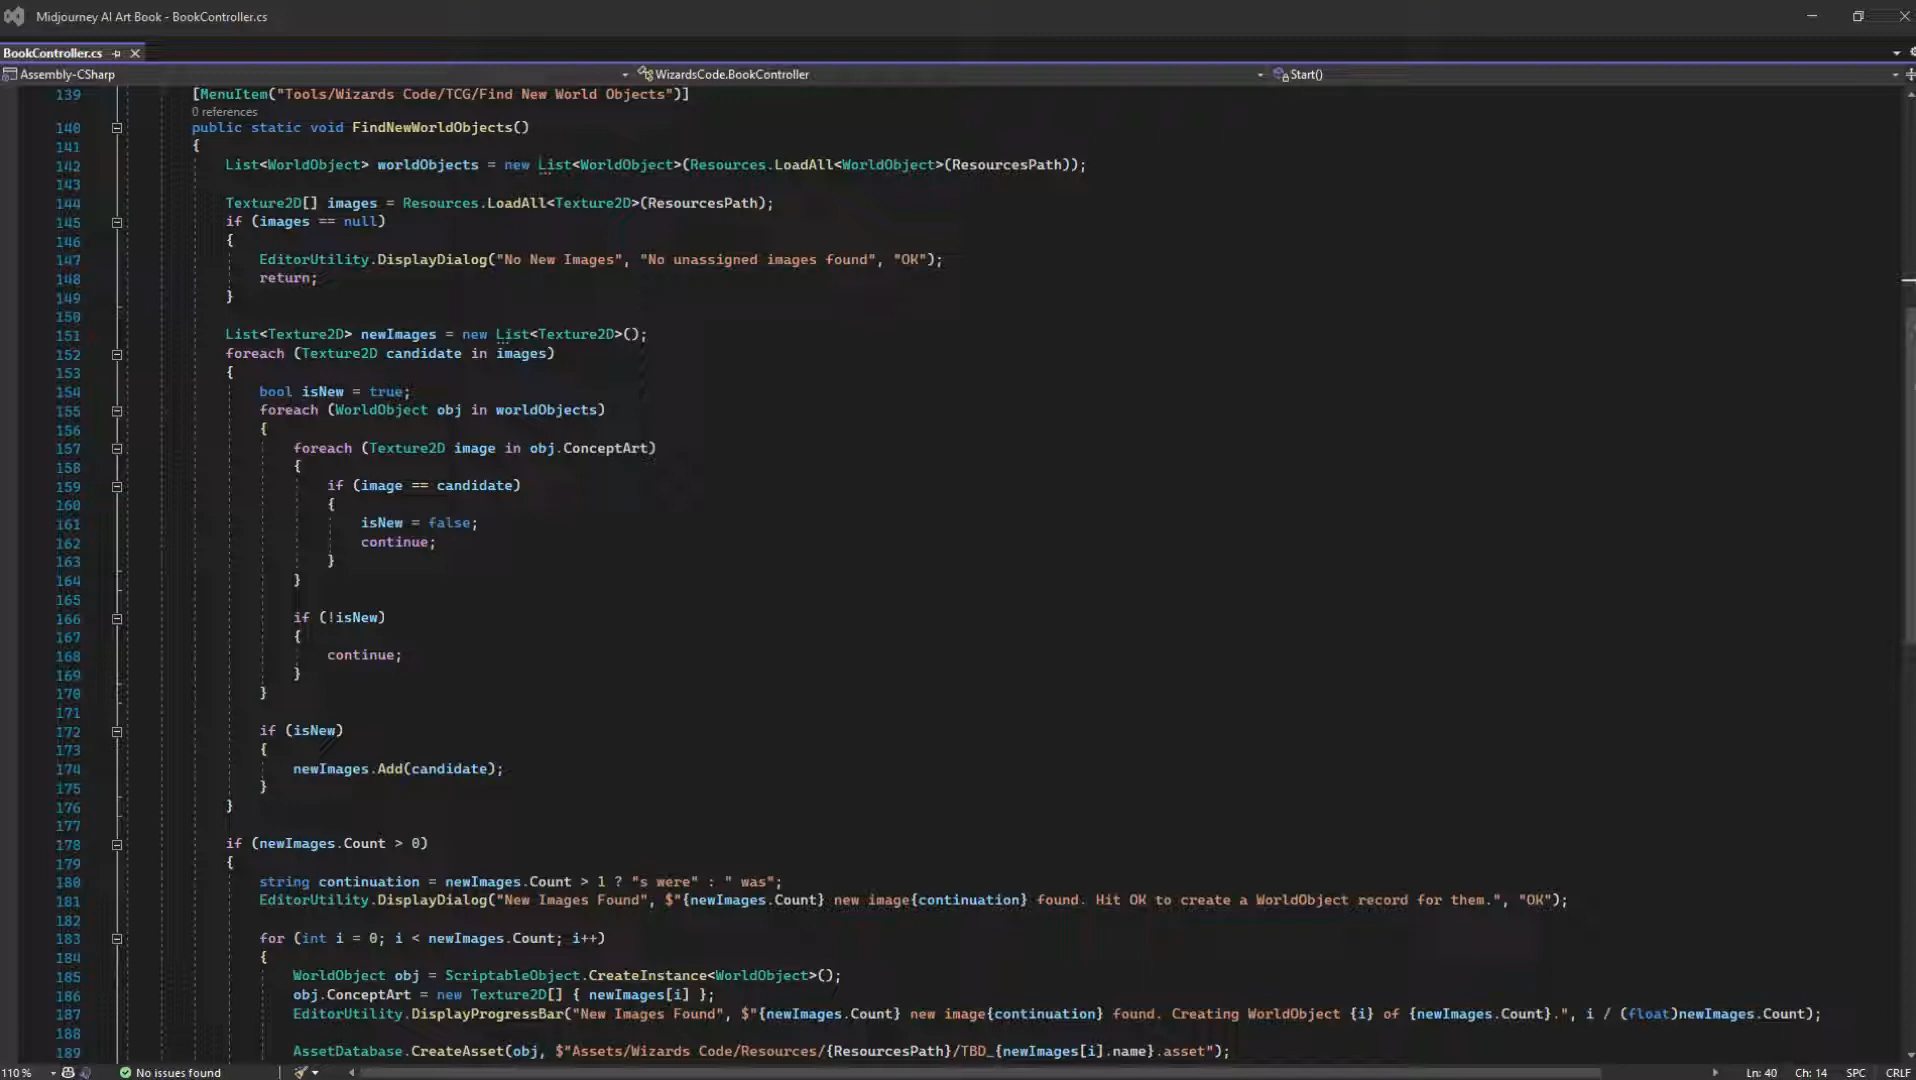 Midjourney AI Art Book - BookController.cs
BookController.cs
Assembly-CSharp WizardsCode.BookController Start()
139 [MenuItem("Tools/Wizards Code/TCG/Find New World Objects")]
0 references
140 public static void FindNewWorldObjects()
141 {
142 List<WorldObject> worldObjects = new List<WorldObject>(Resources.LoadAll<WorldObject>(ResourcesPath));
143
144 Texture2D[] images = Resources.LoadAll<Texture2D>(ResourcesPath);
145 if (images == null)
146 {
147 EditorUtility.DisplayDialog("No New Images", "No unassigned images found", "OK");
148 return;
149 }
150
151 List<Texture2D> newImages = new List<Texture2D>();
152 foreach (Texture2D candidate in images)
153 {
154 bool isNew = true;
155 foreach (WorldObject obj in worldObjects)
156 {
157 foreach (Texture2D image in obj.ConceptArt)
158 {
159 if (image == candidate)
160 {
161 isNew = false;
162 continue;
163 }
164 }
165
166 if (!isNew)
167 {
168 continue;
169 }
170 }
171
172 if (isNew)
173 {
174 newImages.Add(candidate);
175 }
176 }
177
178 if (newImages.Count > 0)
179 {
180 string continuation = newImages.Count > 1 ? "s were" : " was";
181 EditorUtility.DisplayDialog("New Images Found", $"{newImages.Count} new image{continuation} found. Hit OK to create a WorldObject record for them.", "OK");
182
183 for (int i = 0; i < newImages.Count; i++)
184 {
185 WorldObject obj = ScriptableObject.CreateInstance<WorldObject>();
186 obj.ConceptArt = new Texture2D[] { newImages[i] };
187 EditorUtility.DisplayProgressBar("New Images Found", $"{newImages.Count} new image{continuation} found. Creating WorldObject {i} of {newImages.Count}.", i / (float)newImages.Count);
188
189 AssetDatabase.CreateAsset(obj, $"Assets/Wizards Code/Resources/{ResourcesPath}/TBD_{newImages[i].name}.asset");
110 % No issues found Ln: 40 Ch: 14 SPC CRLF